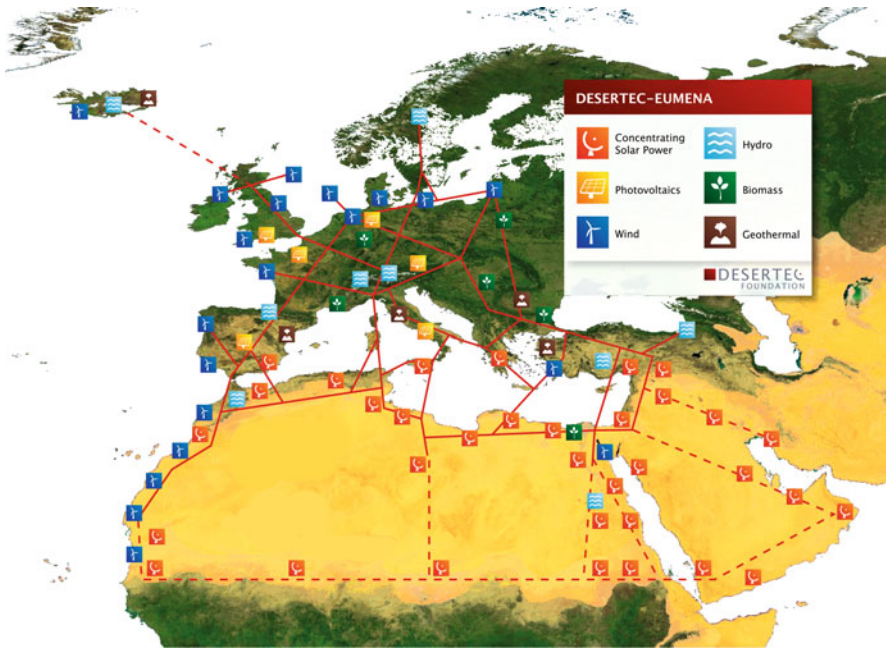 DESERTEC-EUMENA
Concentrating
Solar Power
Hydro
Photovoltaics
Biomass
Wind
Geothermal
DESERTEC
FOUNDATION